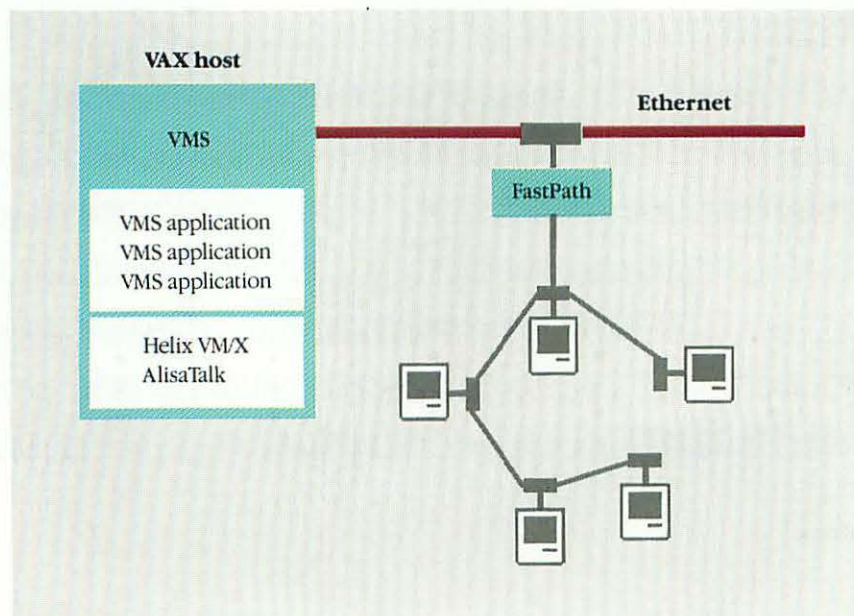 VAX host
Ethernet
VMS
FastPath
VMS application
VMS application
VMS application
Helix VM/X
AlisaTalk